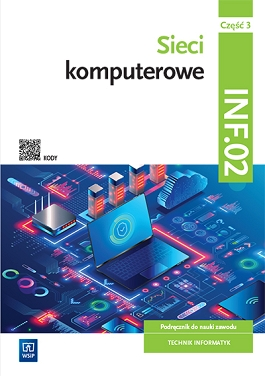 Część 3
Sieci
komputerowe
INF.02
KODY
Podręcznik do nauki zawodu
TECHNIK INFORMATYK
WSiP